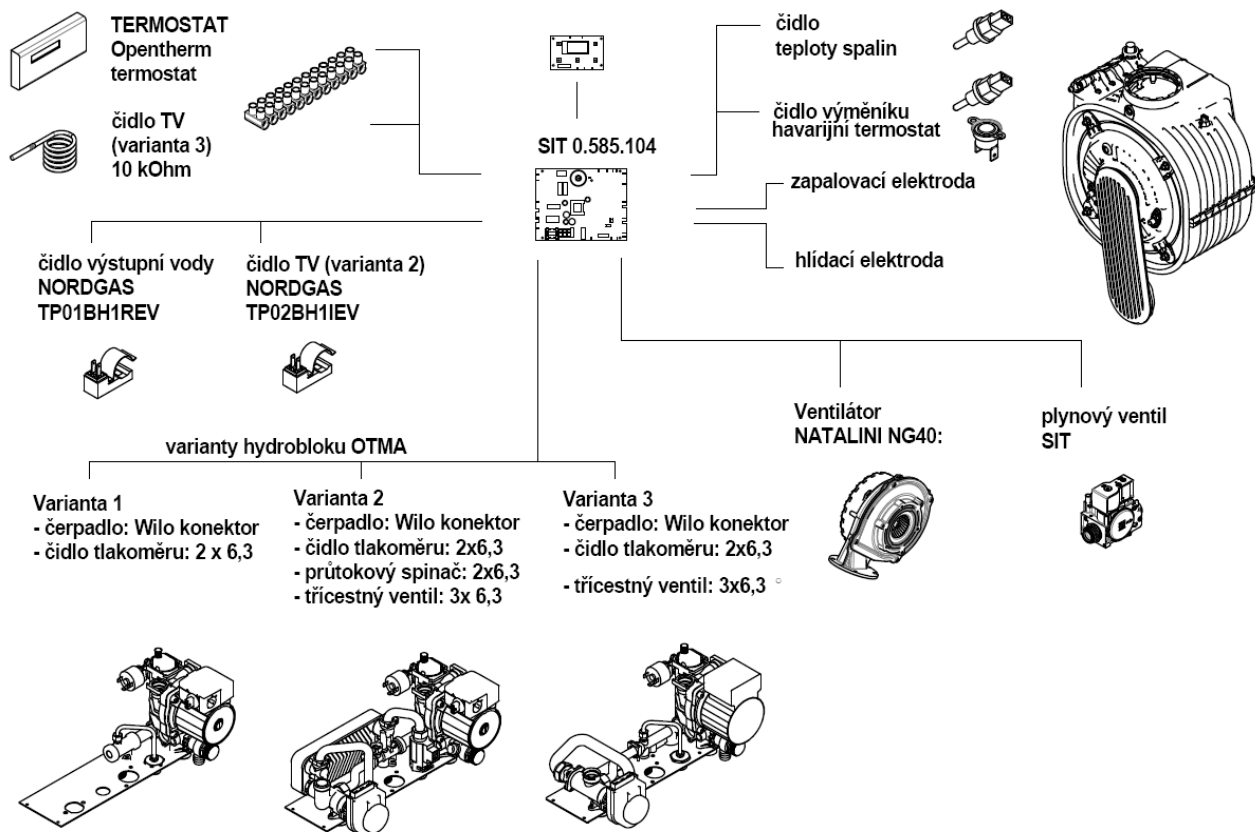 TERMOSTAT
Opentherm
termostat
čidlo TV
(varianta 3)
10 kOhm
SIT 0.585.104
čidlo
teploty spalin
čidlo výměníku
havarijní termostat
zapalovací elektroda
hlídací elektroda
čidlo výstupní vody
NORDGAS
TP01BH1REV
čidlo TV (varianta 2)
NORDGAS
TP02BH1IEV
Ventilátor
NATALINI NG40:
plynový ventil
SIT
varianty hydrobloku OTMA
Varianta 1
- čerpadlo: Wilo konektor
- čidlo tlakoměru: 2 x 6,3
Varianta 2
- čerpadlo: Wilo konektor
- čidlo tlakoměru: 2x6,3
- průtokový spinač: 2x6,3
- třícestný ventil: 3x 6,3
Varianta 3
- čerpadlo: Wilo konektor
- čidlo tlakoměru: 2x6,3
- třícestný ventil: 3x6,3